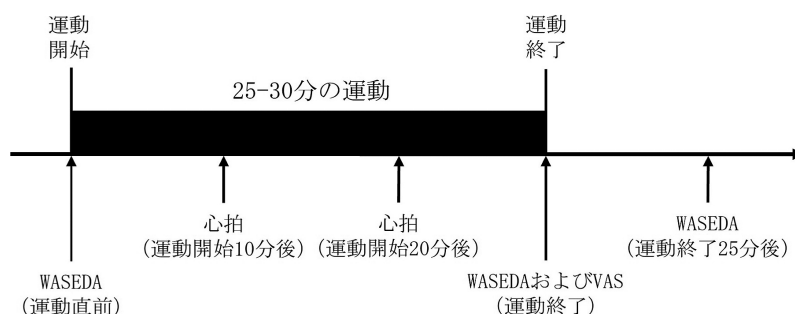 運動
開始
運動
終了
25-30分の運動
心拍
（運動開始10分後）
心拍
（運動開始20分後）
WASEDA
（運動終了25分後）
WASEDA
（運動直前）
WASEDAおよびVAS
（運動終了）